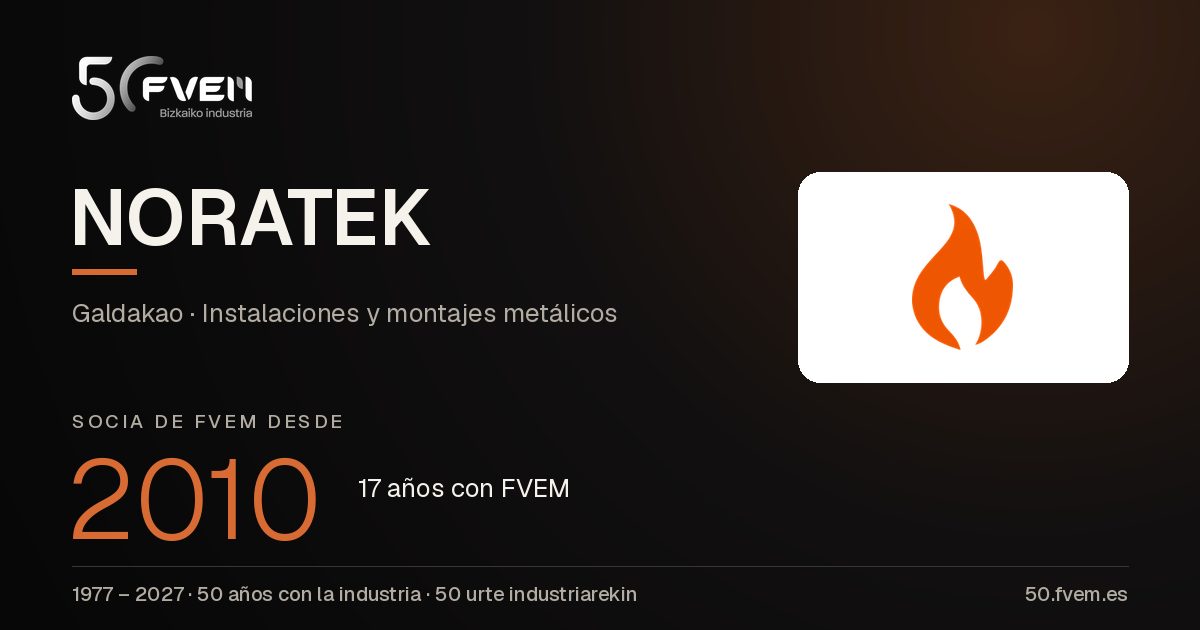 50 FVEM
Bizkaiko industria
NORATEK
Galdakao · Instalaciones y montajes metálicos
SOCIA DE FVEM DESDE
2010
17 años con FVEM
1977 – 2027 · 50 años con la industria · 50 urte industriarekin
50.fvem.es